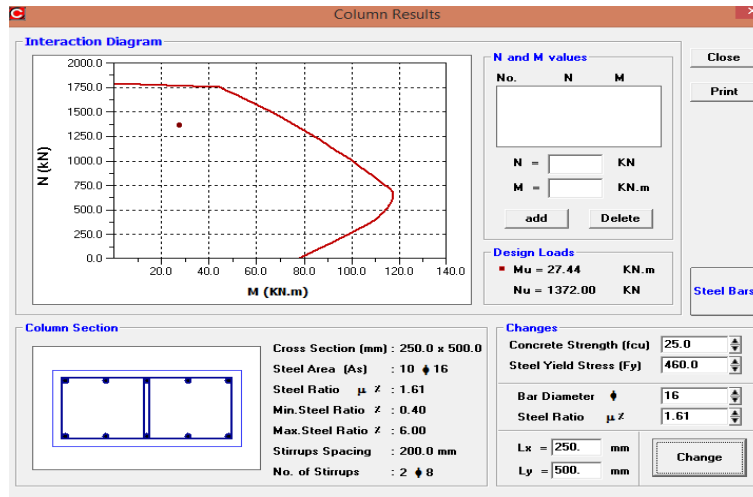 C Column Results ×
Interaction Diagram
2000.0
1750.0
1500.0
1250.0
1000.0
750.0
500.0
250.0
0.0
N (kN)
20.0 40.0 60.0 80.0 100.0 120.0 140.0
M (KN.m)
N and M values
No. N M
N = KN
M = KN.m
add Delete
Close
Print
Design Loads
Mu = 27.44 KN.m
Nu = 1372.00 KN
Steel Bars
Column Section
Cross Section (mm) : 250.0 x 500.0
Steel Area (As) : 10 ϕ 16
Steel Ratio μ % : 1.61
Min.Steel Ratio % : 0.40
Max.Steel Ratio % : 6.00
Stirrups Spacing : 200.0 mm
No. of Stirrups : 2 ϕ 8
Changes
Concrete Strength (fcu) 25.0
Steel Yield Stress (Fy) 460.0
Bar Diameter ϕ 16
Steel Ratio μ % 1.61
Lx = 250. mm
Ly = 500. mm
Change